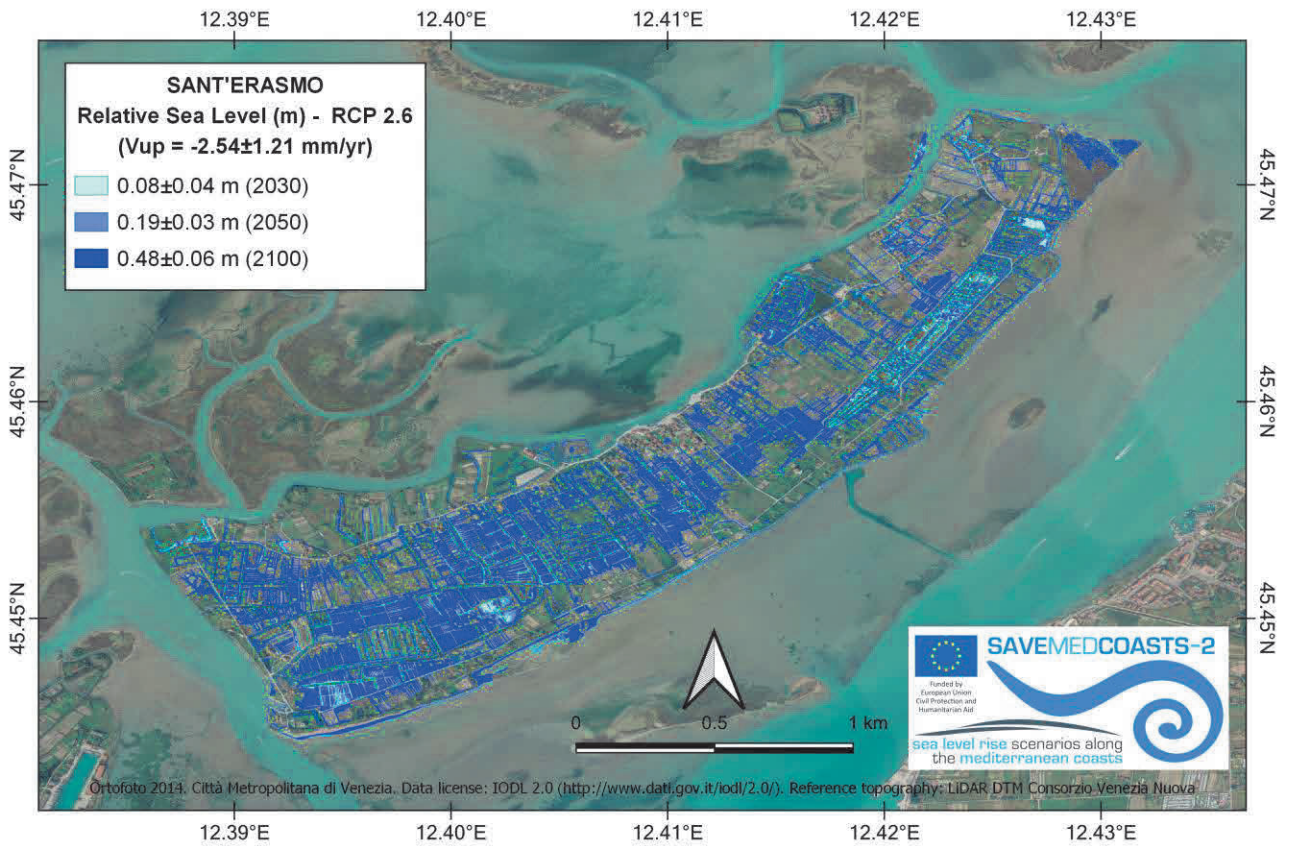 12.39°E 12.40°E 12.41°E 12.42°E 12.43°E
SANT'ERASMO
Relative Sea Level (m) - RCP 2.6
(Vup = -2.54±1.21 mm/yr)
0.08±0.04 m (2030)
0.19±0.03 m (2050)
0.48±0.06 m (2100)
45.47°N
45.46°N
45.45°N
45.47°N
45.46°N
45.45°N
0 0.5 1 km
SAVEMEDCOASTS-2
Funded by
European Union
Civil Protection and
Humanitarian Aid
sea level rise scenarios along
the mediterranean coasts
Ortofoto 2014. Città Metropolitana di Venezia. Data license: IODL 2.0 (http://www.dati.gov.it/iodl/2.0/). Reference topography: LiDAR DTM Consorzio Venezia Nuova
12.39°E 12.40°E 12.41°E 12.42°E 12.43°E